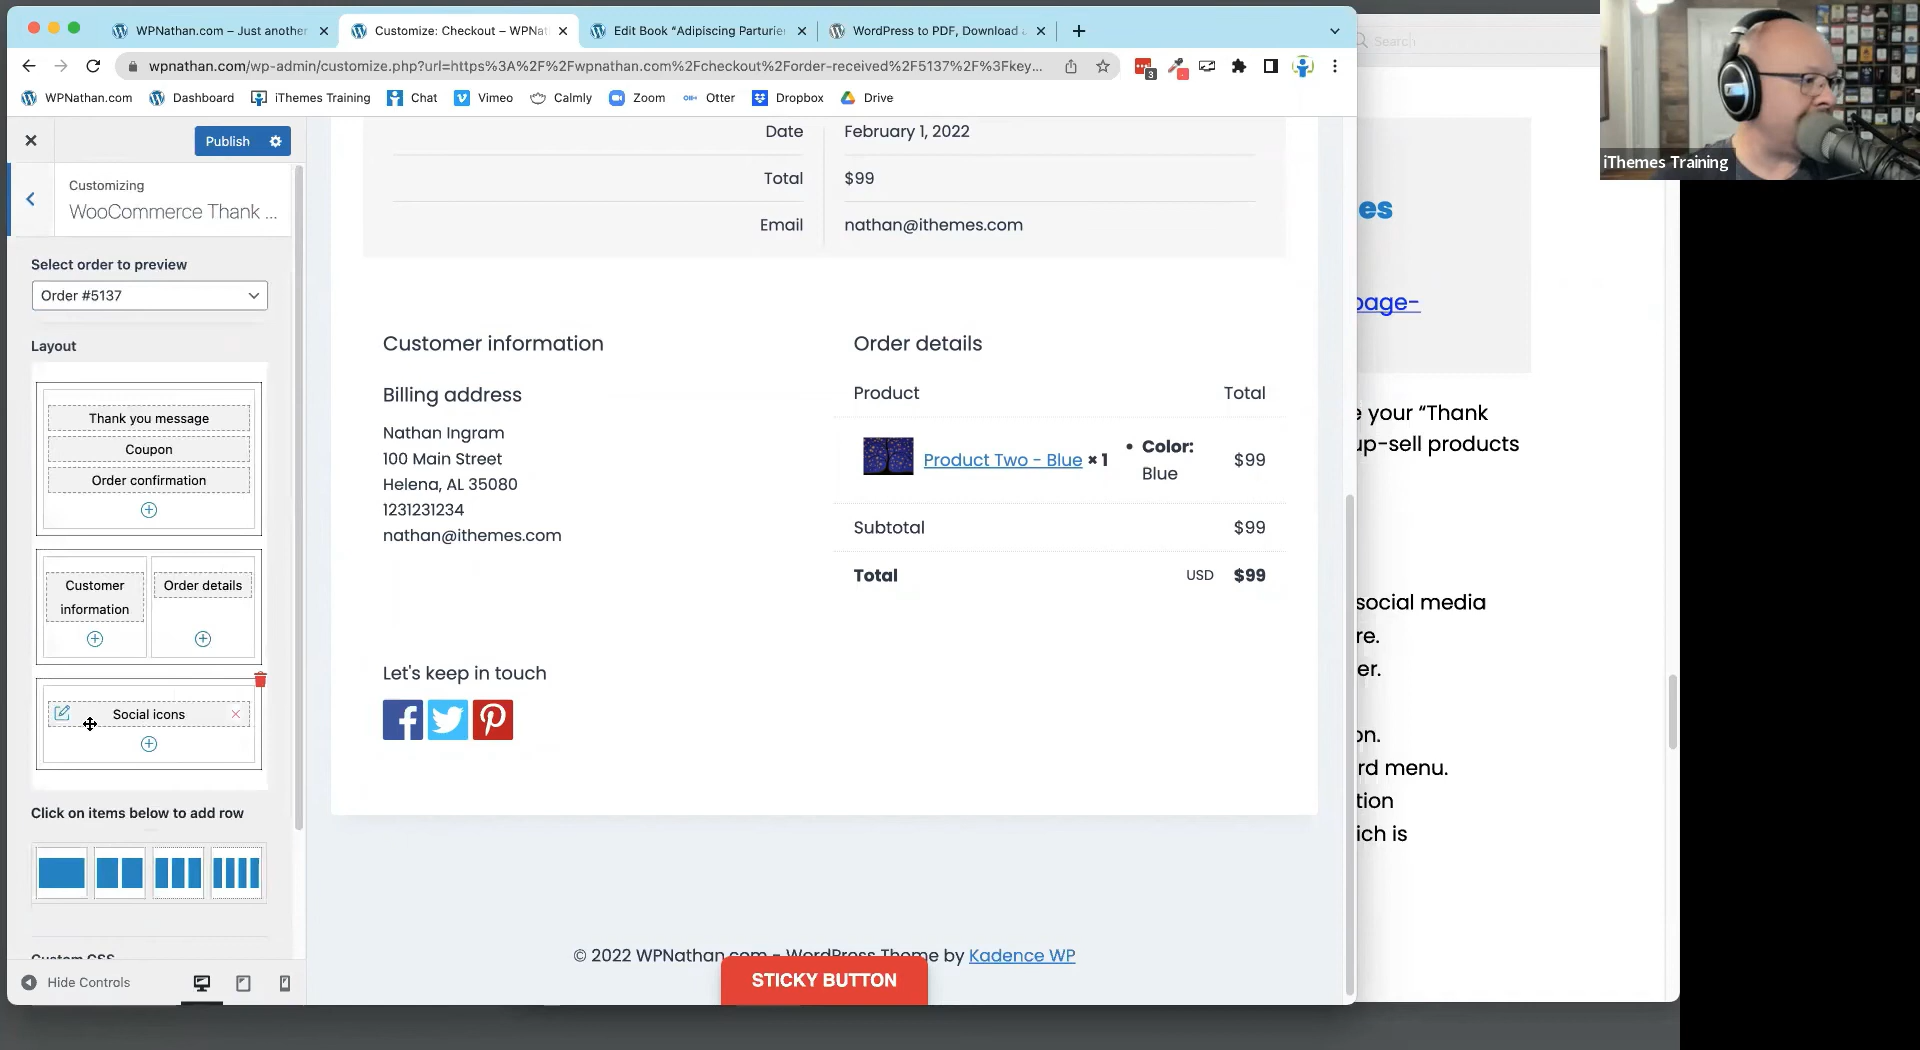 WPNathan.com – Just another
Customize: Checkout – WPNat
Edit Book “Adipiscing Parturie
WordPress to PDF, Download a
wpnathan.com/wp-admin/customize.php?url=https%3A%2F%2Fwpnathan.com%2Fcheckout%2Forder-received%2F5137%2F%3Fkey...
3
WPNathan.com
Dashboard
iThemes Training
Chat
Vimeo
Calmly
Zoom
Otter
Dropbox
Drive
Search
iThemes Training
Publish
Customizing
WooCommerce Thank ...
Select order to preview
Order #5137
Layout
Thank you message
Coupon
Order confirmation
Customer
information
Order details
Social icons
Click on items below to add row
Custom CSS
Hide Controls
Date
February 1, 2022
Total
$99
Email
nathan@ithemes.com
Customer information
Billing address
Nathan Ingram
100 Main Street
Helena, AL 35080
1231231234
nathan@ithemes.com
Order details
Product
Total
Product Two - Blue × 1
• Color:
Blue
$99
Subtotal
$99
Total
USD $99
Let's keep in touch
© 2022 WPNathan.com - WordPress Theme by Kadence WP
STICKY BUTTON
es
page-
e your “Thank
up-sell products
social media
re.
er.
on.
rd menu.
tion
ich is